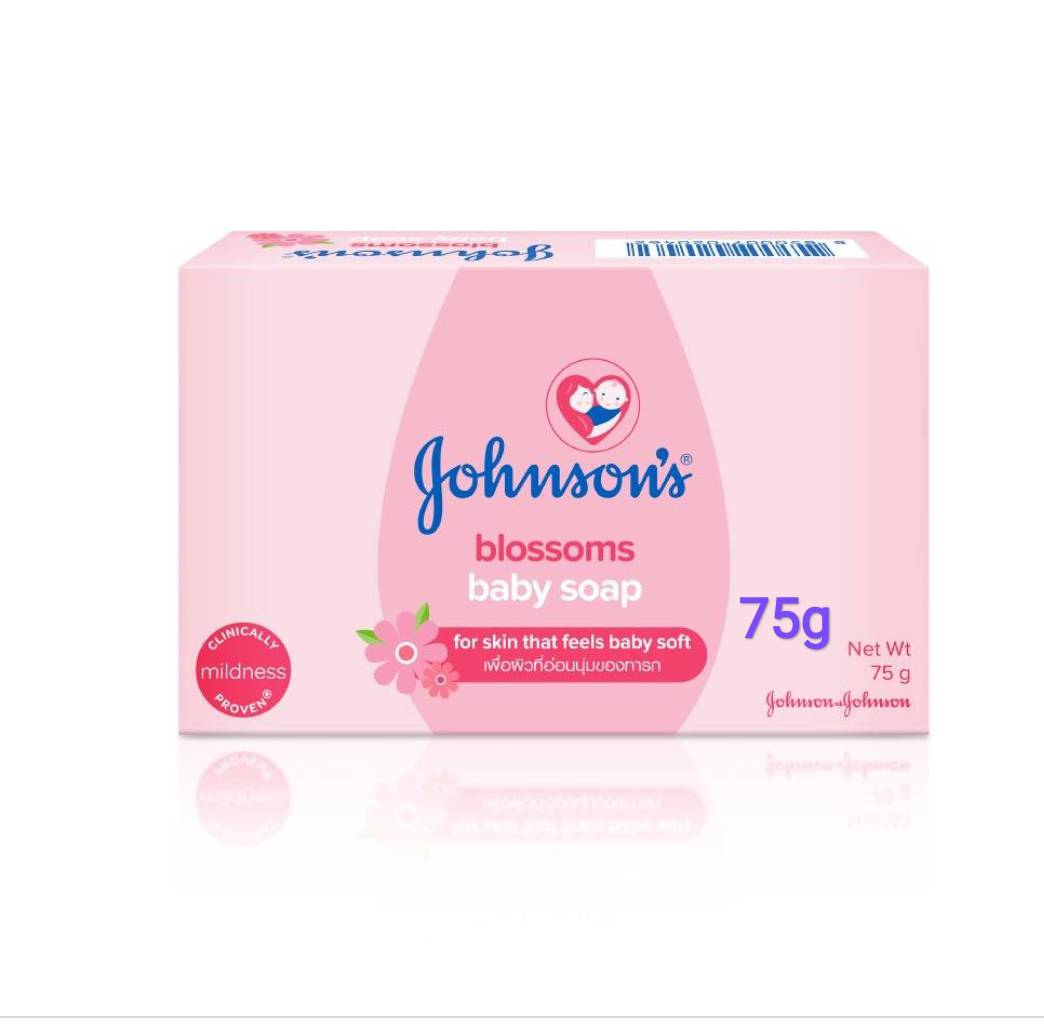 Johnson's
blossoms
Johnson's®
blossoms
baby soap
for skin that feels baby soft
เพื่อผิวที่อ่อนนุ่มของทารก
75g
CLINICALLY
mildness
PROVEN®
Net Wt
75 g
Johnson & Johnson